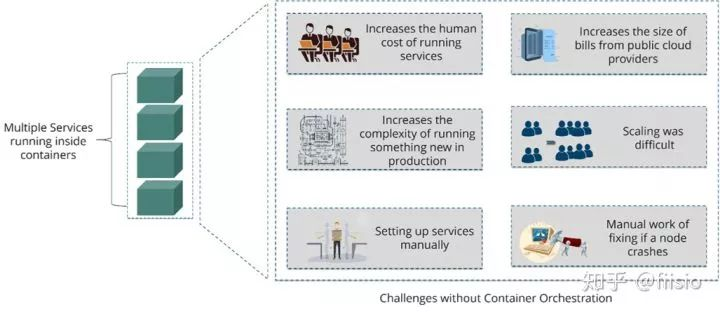 Multiple Services
running inside
containers
Increases the human
cost of running
services
Increases the size of
bills from public cloud
providers
Increases the
complexity of running
something new in
production
Scaling was
difficult
Setting up services
manually
Manual work of
fixing if a node
crashes
知乎 @fiisio
Challenges without Container Orchestration